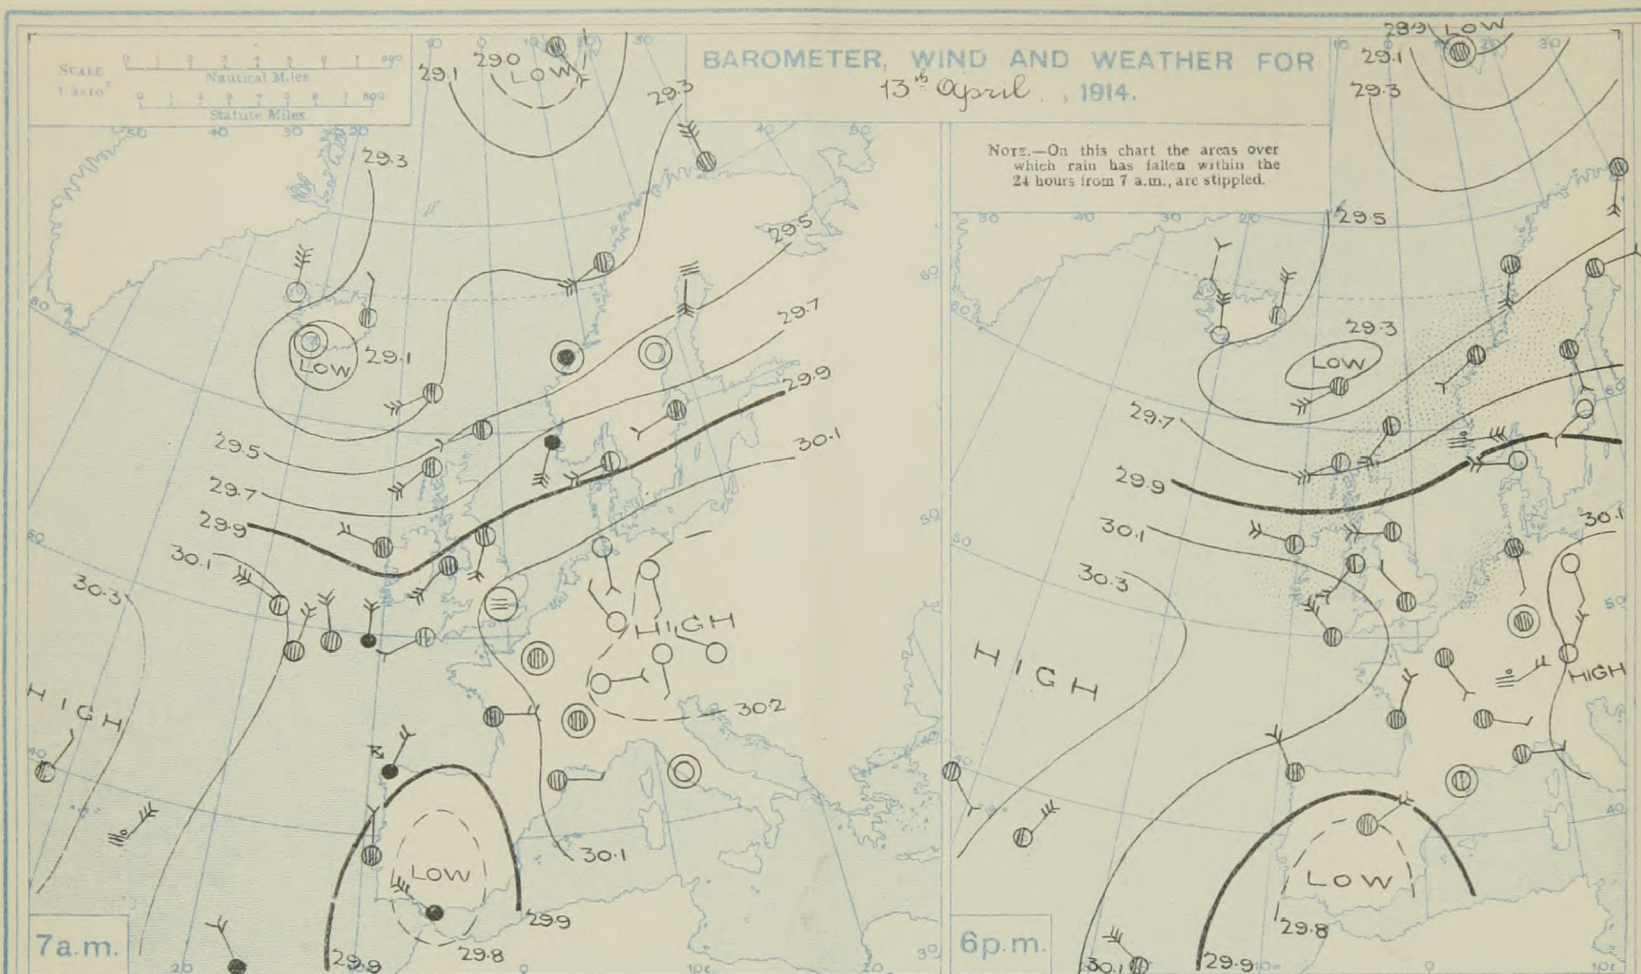 BAROMETER, WIND AND WEATHER FOR
13th April, 1914.
SCALE
Nautical Miles.
Statute Miles.
NOTE.—On this chart the areas over
which rain has fallen within the
24 hours from 7 a.m., are stippled.
29.0
LOW
29.1
29.3
29.3
29.5
29.7
29.1
LOW
29.9
30.1
29.5
29.7
29.9
30.1
30.3
HIGH
HIGH
30.2
30.1
LOW
29.9
29.8
29.9
7 a.m.
28.9
LOW
29.1
29.3
29.5
29.3
LOW
29.7
29.9
30.1
30.1
30.3
HIGH
HIGH
LOW
29.8
30.1
29.9
6 p.m.